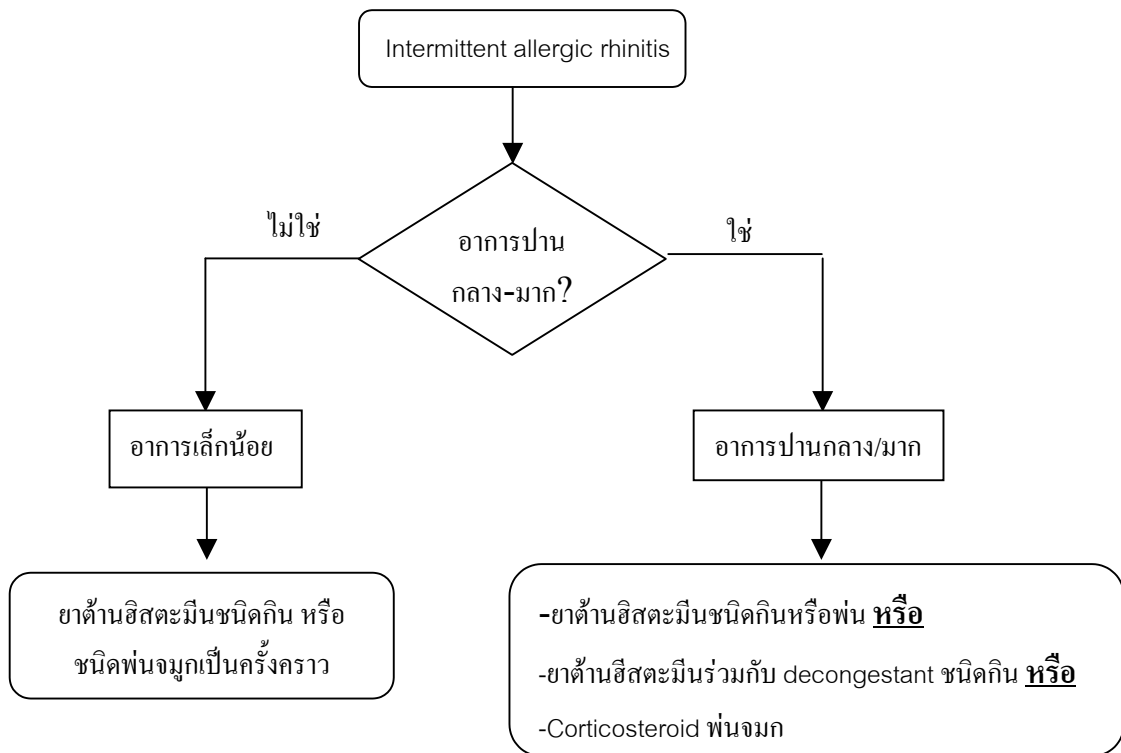 Intermittent allergic rhinitis
ไม่ใช่
ใช่
อาการปาน
กลาง-มาก?
อาการเล็กน้อย
อาการปานกลาง/มาก
ยาต้านฮิสตะมีนชนิดกิน หรือ
ชนิดพ่นจมูกเป็นครั้งคราว
-ยาต้านฮิสตะมีนชนิดกินหรือพ่น หรือ
-ยาต้านฮีสตะมีนร่วมกับ decongestant ชนิดกิน หรือ
-Corticosteroid พ่นจมก